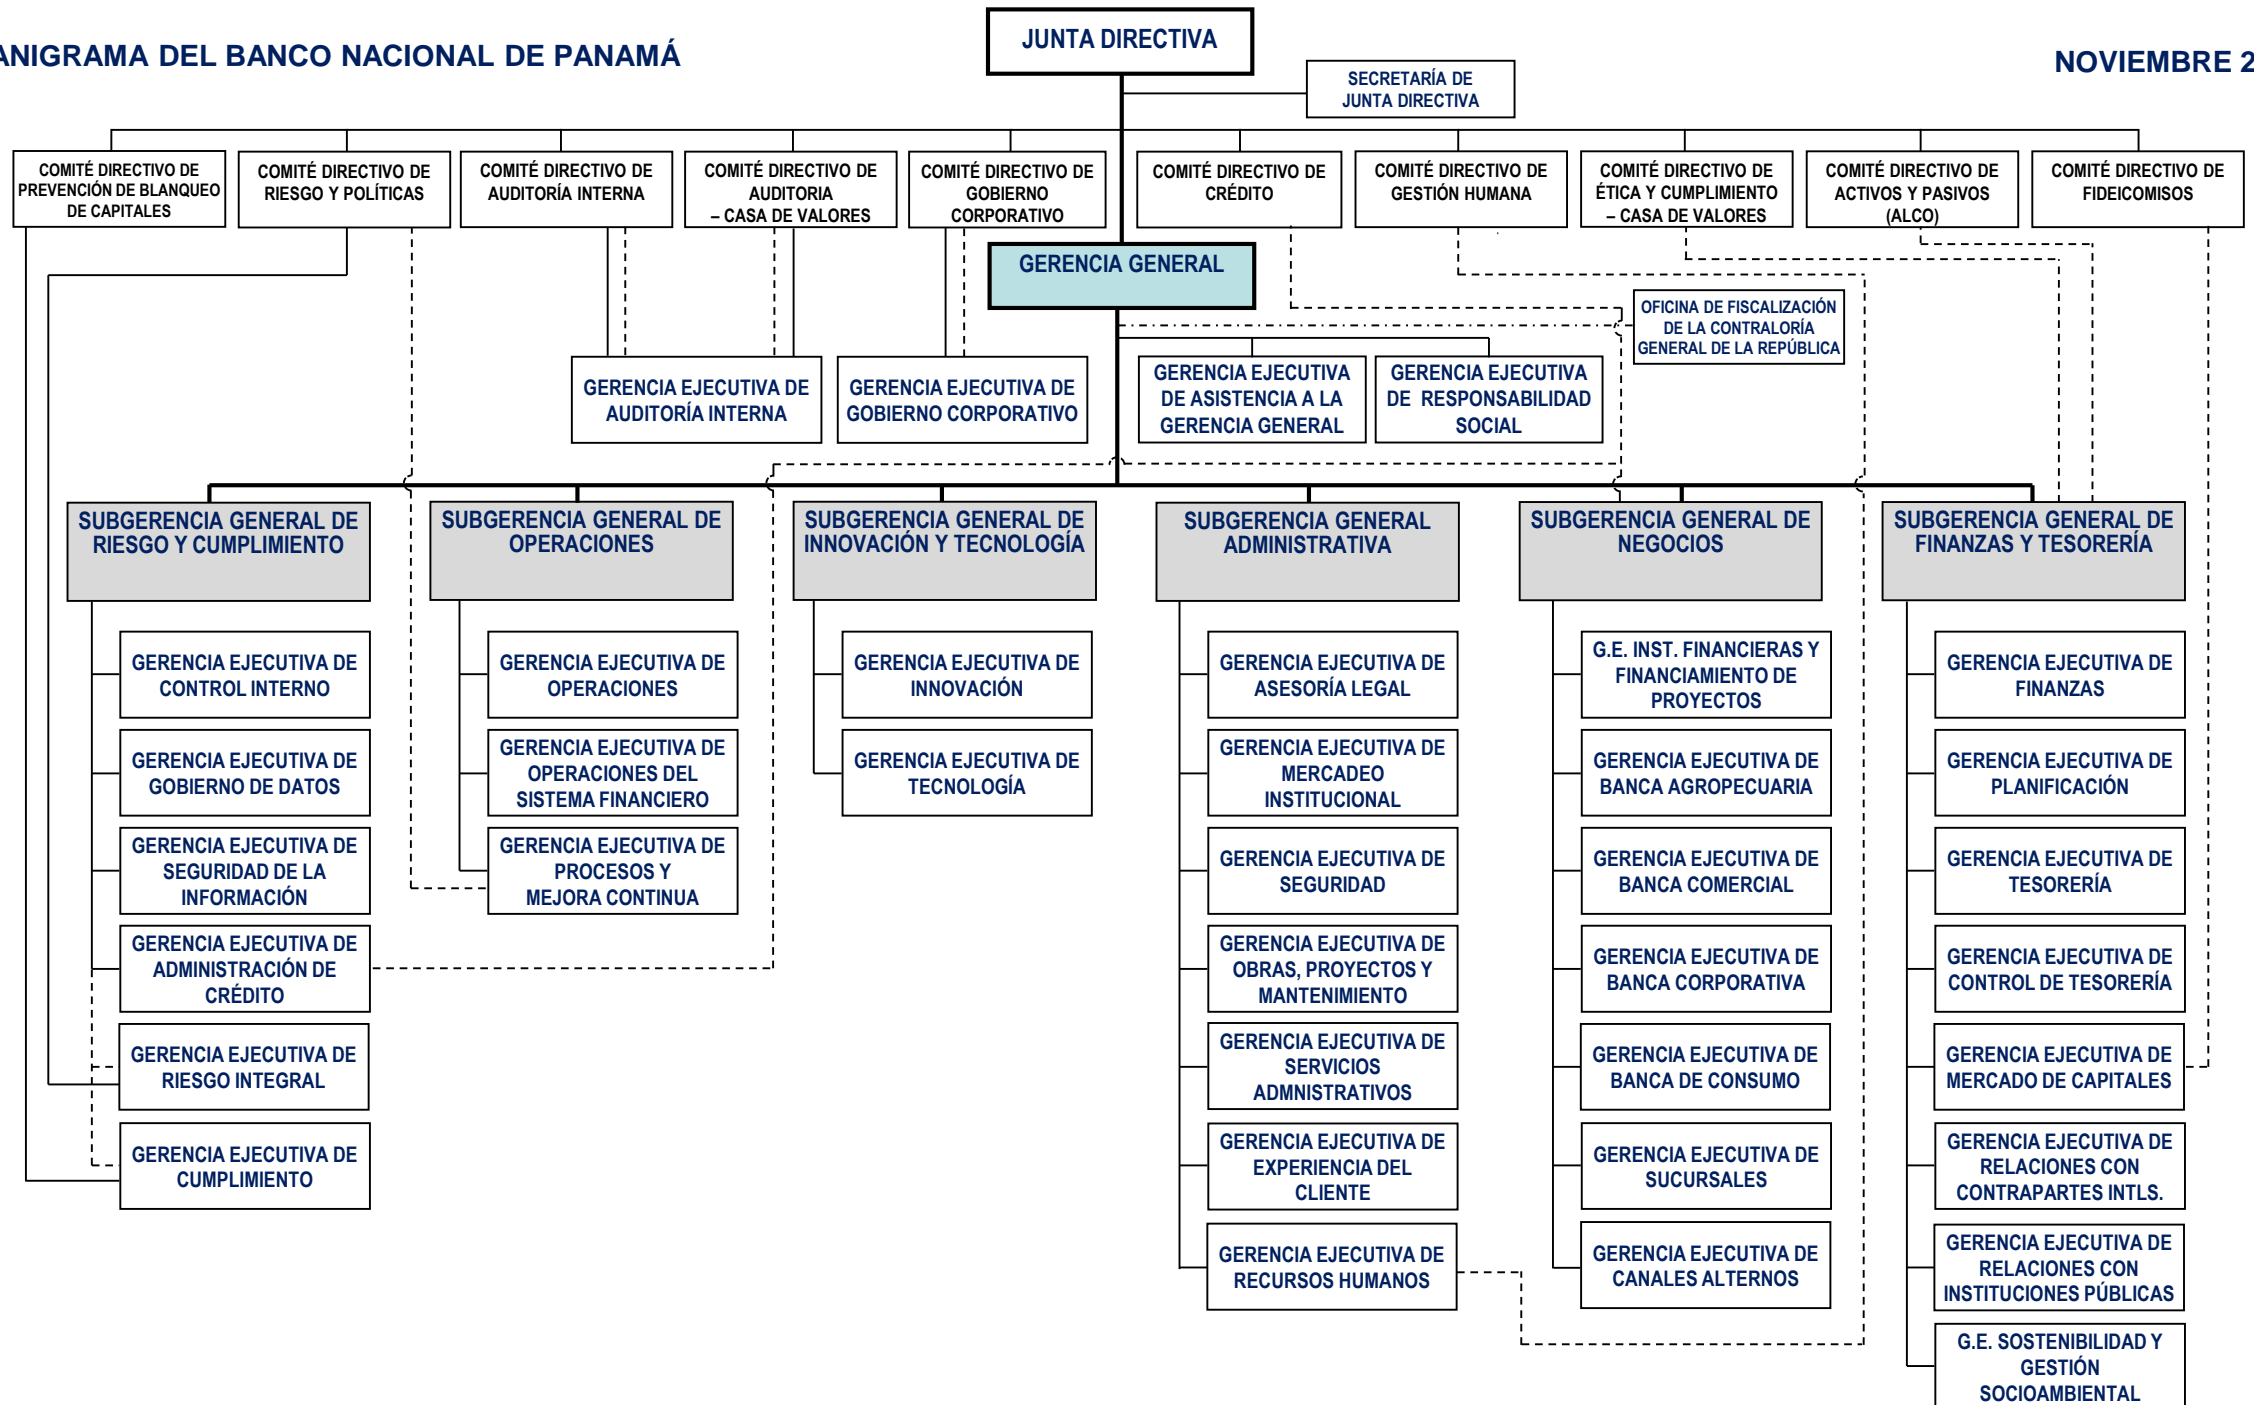 ANIGRAMA DEL BANCO NACIONAL DE PANAMÁ
NOVIEMBRE 2
JUNTA DIRECTIVA
SECRETARÍA DE
JUNTA DIRECTIVA
COMITÉ DIRECTIVO DE
PREVENCIÓN DE BLANQUEO
DE CAPITALES
COMITÉ DIRECTIVO DE
RIESGO Y POLÍTICAS
COMITÉ DIRECTIVO DE
AUDITORÍA INTERNA
COMITÉ DIRECTIVO DE
AUDITORIA
– CASA DE VALORES
COMITÉ DIRECTIVO DE
GOBIERNO
CORPORATIVO
COMITÉ DIRECTIVO DE
CRÉDITO
COMITÉ DIRECTIVO DE
GESTIÓN HUMANA
COMITÉ DIRECTIVO DE
ÉTICA Y CUMPLIMIENTO
– CASA DE VALORES
COMITÉ DIRECTIVO DE
ACTIVOS Y PASIVOS
(ALCO)
COMITÉ DIRECTIVO DE
FIDEICOMISOS
GERENCIA GENERAL
OFICINA DE FISCALIZACIÓN
DE LA CONTRALORÍA
GENERAL DE LA REPÚBLICA
GERENCIA EJECUTIVA DE
AUDITORÍA INTERNA
GERENCIA EJECUTIVA DE
GOBIERNO CORPORATIVO
GERENCIA EJECUTIVA
DE ASISTENCIA A LA
GERENCIA GENERAL
GERENCIA EJECUTIVA
DE RESPONSABILIDAD
SOCIAL
SUBGERENCIA GENERAL DE
RIESGO Y CUMPLIMIENTO
SUBGERENCIA GENERAL DE
OPERACIONES
SUBGERENCIA GENERAL DE
INNOVACIÓN Y TECNOLOGÍA
SUBGERENCIA GENERAL
ADMINISTRATIVA
SUBGERENCIA GENERAL DE
NEGOCIOS
SUBGERENCIA GENERAL DE
FINANZAS Y TESORERÍA
GERENCIA EJECUTIVA DE
CONTROL INTERNO
GERENCIA EJECUTIVA DE
GOBIERNO DE DATOS
GERENCIA EJECUTIVA DE
SEGURIDAD DE LA
INFORMACIÓN
GERENCIA EJECUTIVA DE
ADMINISTRACIÓN DE
CRÉDITO
GERENCIA EJECUTIVA DE
RIESGO INTEGRAL
GERENCIA EJECUTIVA DE
CUMPLIMIENTO
GERENCIA EJECUTIVA DE
OPERACIONES
GERENCIA EJECUTIVA DE
OPERACIONES DEL
SISTEMA FINANCIERO
GERENCIA EJECUTIVA DE
PROCESOS Y
MEJORA CONTINUA
GERENCIA EJECUTIVA DE
INNOVACIÓN
GERENCIA EJECUTIVA DE
TECNOLOGÍA
GERENCIA EJECUTIVA DE
ASESORÍA LEGAL
GERENCIA EJECUTIVA DE
MERCADEO
INSTITUCIONAL
GERENCIA EJECUTIVA DE
SEGURIDAD
GERENCIA EJECUTIVA DE
OBRAS, PROYECTOS Y
MANTENIMIENTO
GERENCIA EJECUTIVA DE
SERVICIOS
ADMNISTRATIVOS
GERENCIA EJECUTIVA DE
EXPERIENCIA DEL
CLIENTE
GERENCIA EJECUTIVA DE
RECURSOS HUMANOS
G.E. INST. FINANCIERAS Y
FINANCIAMIENTO DE
PROYECTOS
GERENCIA EJECUTIVA DE
BANCA AGROPECUARIA
GERENCIA EJECUTIVA DE
BANCA COMERCIAL
GERENCIA EJECUTIVA DE
BANCA CORPORATIVA
GERENCIA EJECUTIVA DE
BANCA DE CONSUMO
GERENCIA EJECUTIVA DE
SUCURSALES
GERENCIA EJECUTIVA DE
CANALES ALTERNOS
GERENCIA EJECUTIVA DE
FINANZAS
GERENCIA EJECUTIVA DE
PLANIFICACIÓN
GERENCIA EJECUTIVA DE
TESORERÍA
GERENCIA EJECUTIVA DE
CONTROL DE TESORERÍA
GERENCIA EJECUTIVA DE
MERCADO DE CAPITALES
GERENCIA EJECUTIVA DE
RELACIONES CON
CONTRAPARTES INTLS.
GERENCIA EJECUTIVA DE
RELACIONES CON
INSTITUCIONES PÚBLICAS
G.E. SOSTENIBILIDAD Y
GESTIÓN
SOCIOAMBIENTAL